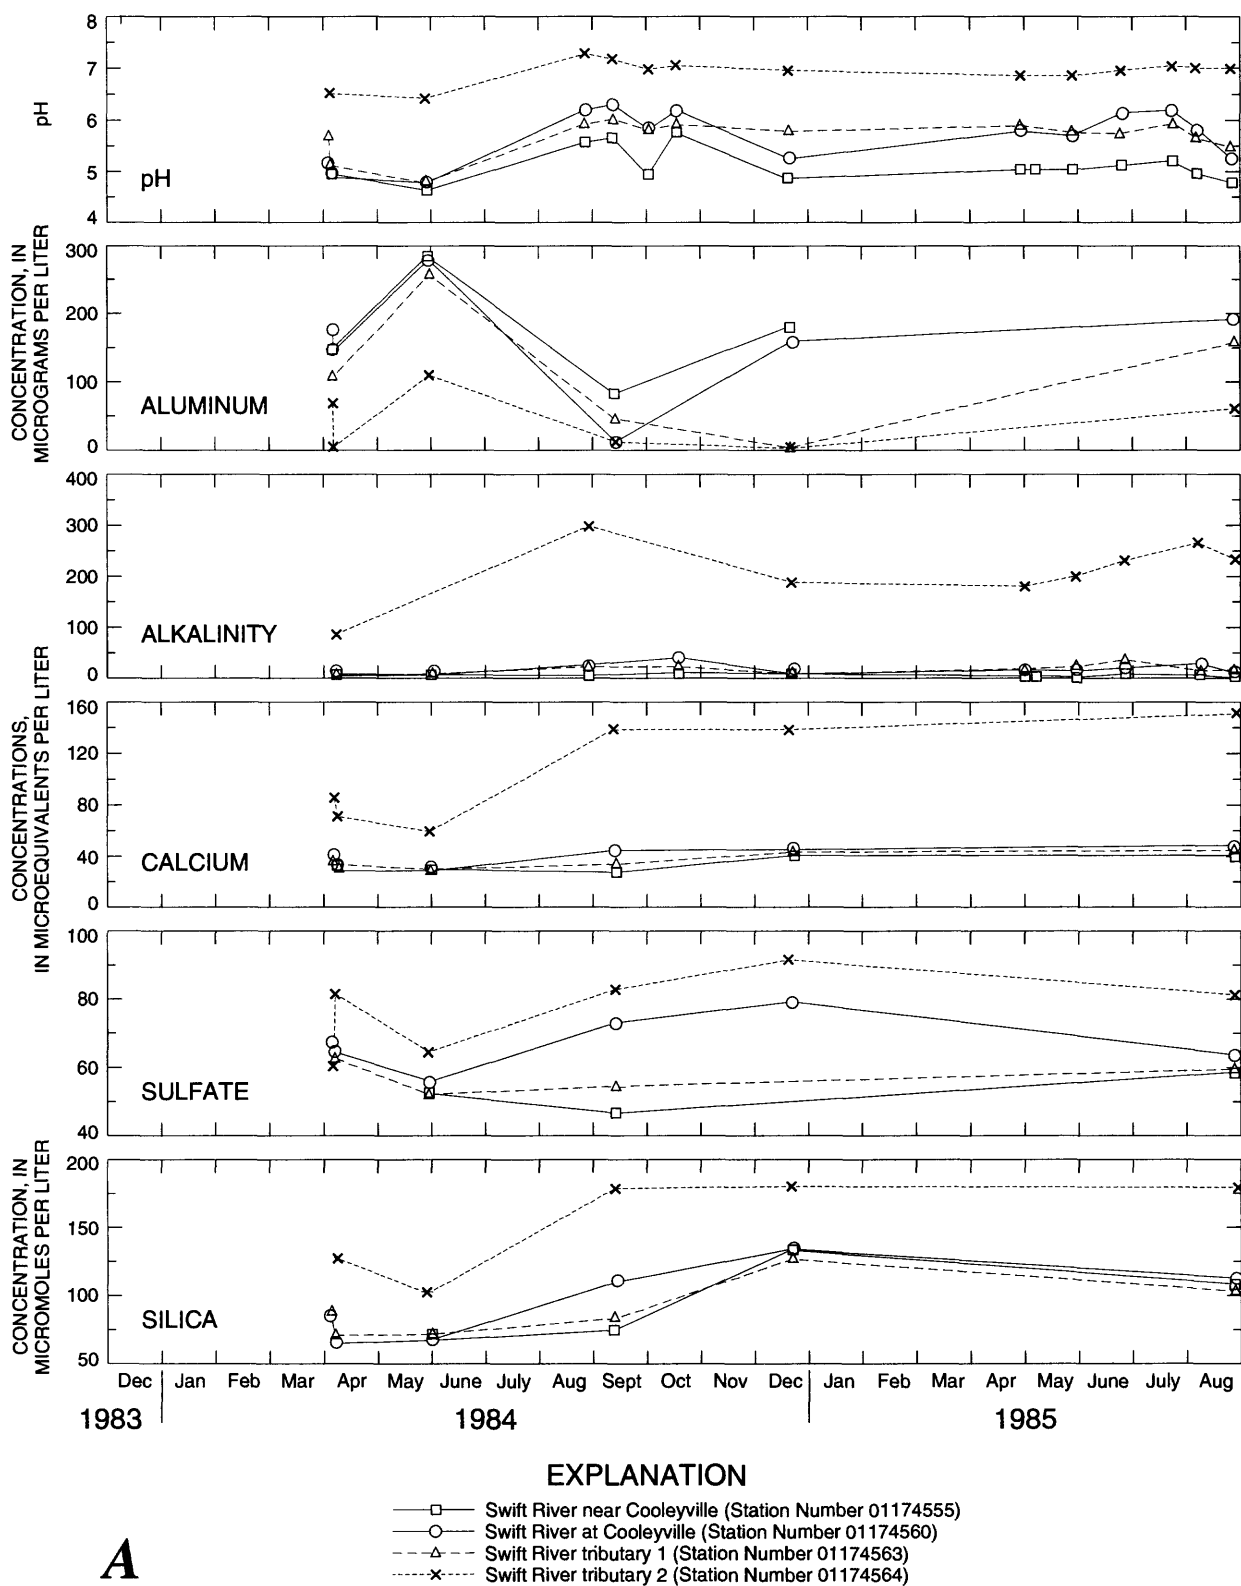 8
7
6
5
4
pH
pH
300
200
100
0
CONCENTRATION, IN
MICROGRAMS PER LITER
ALUMINUM
400
300
200
100
0
ALKALINITY
CONCENTRATIONS,
IN MICROEQUIVALENTS PER LITER
160
120
80
40
0
CALCIUM
100
80
60
40
SULFATE
200
150
100
50
CONCENTRATION, IN
MICROMOLES PER LITER
SILICA
Dec Jan Feb Mar Apr May June July Aug Sept Oct Nov Dec Jan Feb Mar Apr May June July Aug
1983 1984 1985
EXPLANATION
Swift River near Cooleyville (Station Number 01174555)
Swift River at Cooleyville (Station Number 01174560)
Swift River tributary 1 (Station Number 01174563)
Swift River tributary 2 (Station Number 01174564)
A